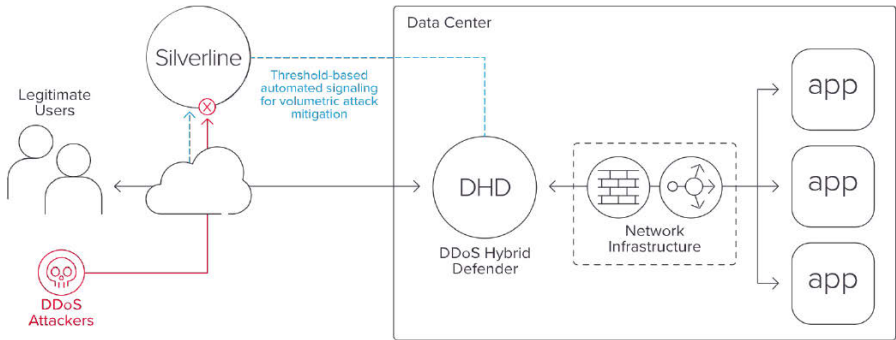 Data Center
Silverline
Threshold-based
automated signaling
for volumetric attack
mitigation
Legitimate
Users
DHD
DDoS Hybrid
Defender
Network
Infrastructure
app
app
app
DDoS
Attackers